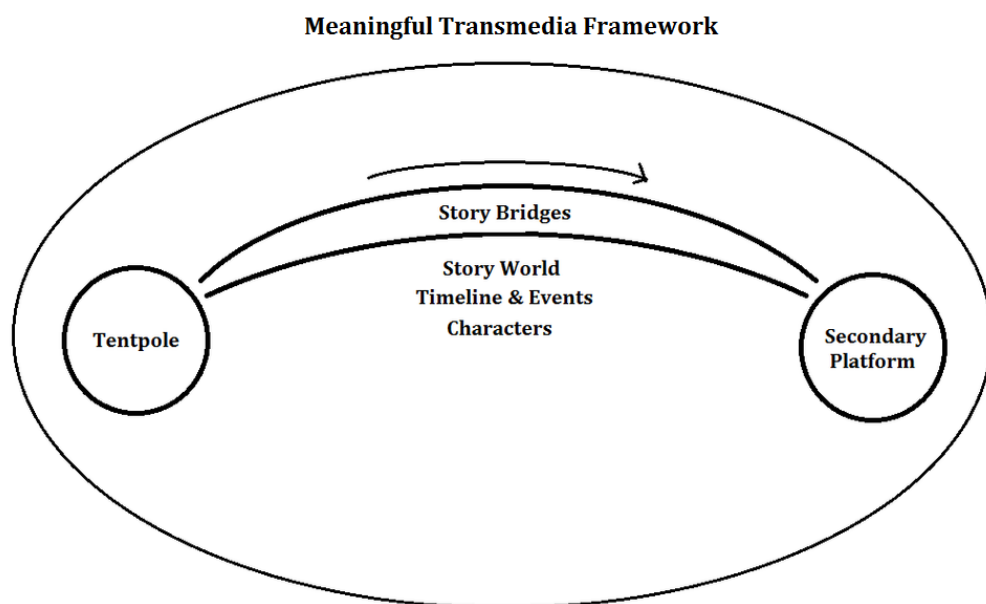 Meaningful Transmedia Framework
Story Bridges
Story World
Timeline & Events
Characters
Tentpole
Secondary
Platform